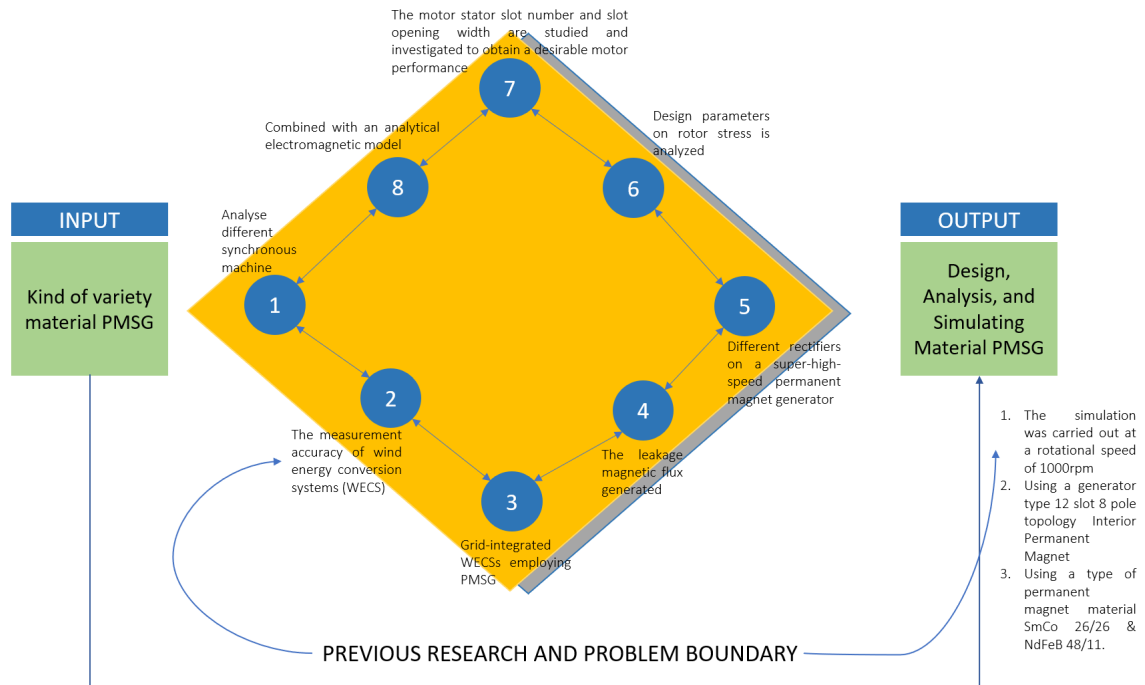 The motor stator slot number and slot
opening width are studied and
investigated to obtain a desirable motor
performance
7
Combined with an analytical
electromagnetic model
8
Design parameters
on rotor stress is
analyzed
6
INPUT
Kind of variety
material PMSG
Analyse
different
synchronous
machine
1
5
Different rectifiers
on a super-high-
speed permanent
magnet generator
OUTPUT
Design,
Analysis, and
Simulating
Material PMSG
2
The measurement
accuracy of wind
energy conversion
systems (WECS)
4
The leakage
magnetic flux
generated
3
Grid-integrated
WECSs employing
PMSG
1. The simulation
was carried out at
a rotational speed
of 1000rpm
2. Using a generator
type 12 slot 8 pole
topology Interior
Permanent
Magnet
3. Using a type of
permanent
magnet material
SmCo 26/26 &
NdFeB 48/11.
PREVIOUS RESEARCH AND PROBLEM BOUNDARY